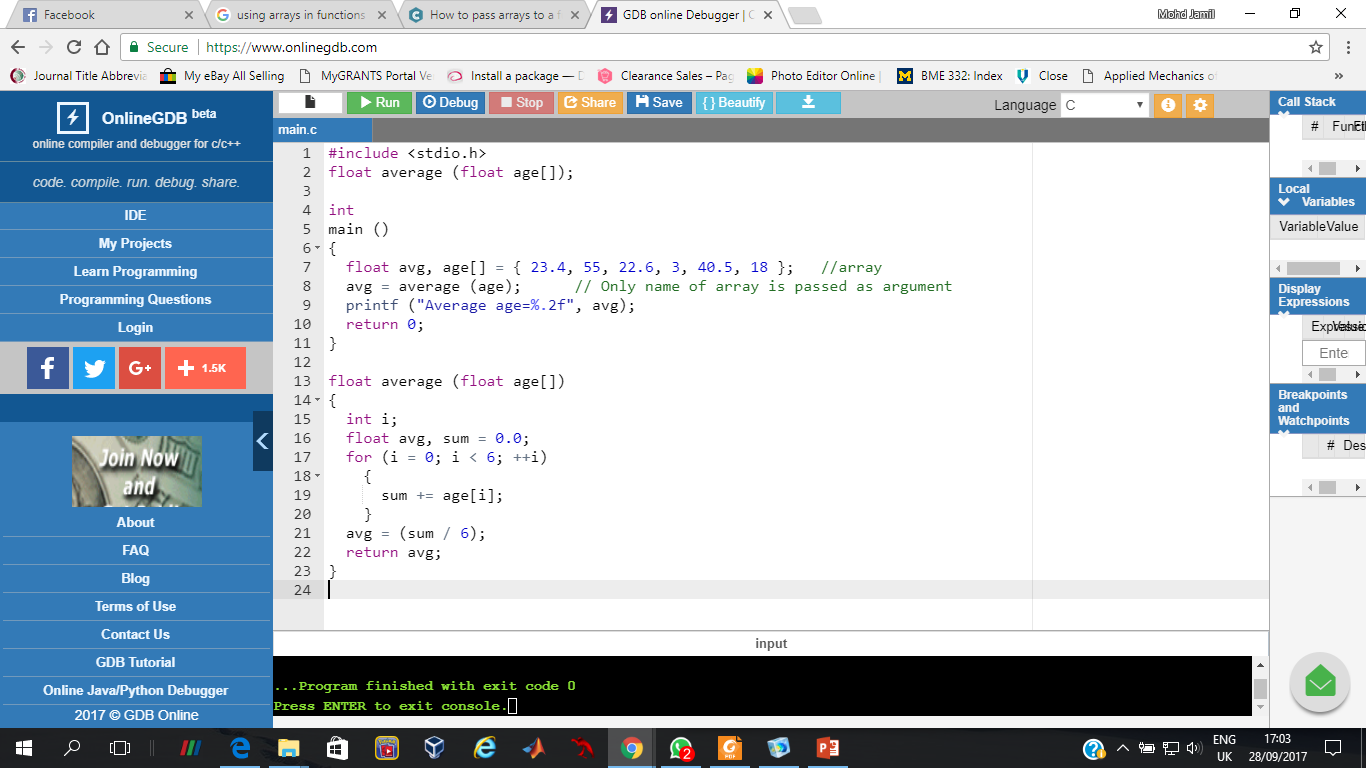 Facebook
using arrays in functions
How to pass arrays to a f
GDB online Debugger | C
Mohd Jamil
Secure https://www.onlinegdb.com
Journal Title Abbrevia
My eBay All Selling
MyGRANTS Portal Ve
Install a package — D
Clearance Sales – Pag
Photo Editor Online |
BME 332: Index
Close
Applied Mechanics o
»
OnlineGDB beta
online compiler and debugger for c/c++
code. compile. run. debug. share.
IDE
My Projects
Learn Programming
Programming Questions
Login
1.5K
Join Now
and
About
FAQ
Blog
Terms of Use
Contact Us
GDB Tutorial
Online Java/Python Debugger
2017 © GDB Online
Run Debug Stop Share Save { } Beautify
Language C
main.c
1 #include <stdio.h>
2 float average (float age[]);
3
4 int
5 main ()
6 {
7 float avg, age[] = { 23.4, 55, 22.6, 3, 40.5, 18 }; //array
8 avg = average (age); // Only name of array is passed as argument
9 printf ("Average age=%.2f", avg);
10 return 0;
11 }
12
13 float average (float age[])
14 {
15 int i;
16 float avg, sum = 0.0;
17 for (i = 0; i < 6; ++i)
18 {
19 sum += age[i];
20 }
21 avg = (sum / 6);
22 return avg;
23 }
24
input
...Program finished with exit code 0
Press ENTER to exit console.
Call Stack
#
Local
Variables
VariableValue
Display
Expressions
Ente
Breakpoints
and
Watchpoints
# Des
2
PDF
ENG
UK
17:03
28/09/2017